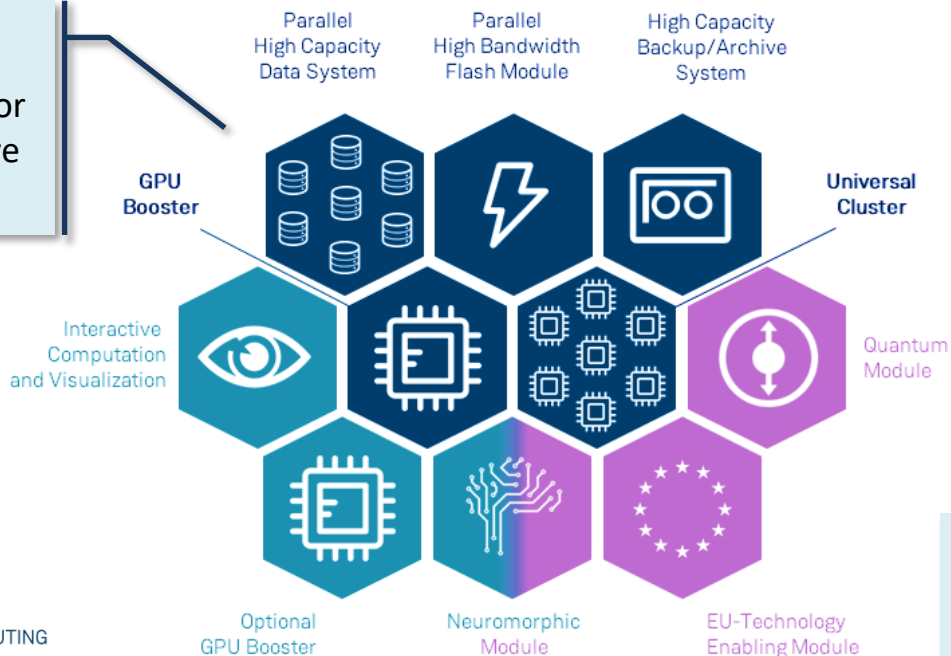 or
e
Parallel
High Capacity
Data System
Parallel
High Bandwidth
Flash Module
High Capacity
Backup/Archive
System
GPU
Booster
Universal
Cluster
Interactive
Computation
and Visualization
Quantum
Module
Optional
GPU Booster
Neuromorphic
Module
EU-Technology
Enabling Module
UTING